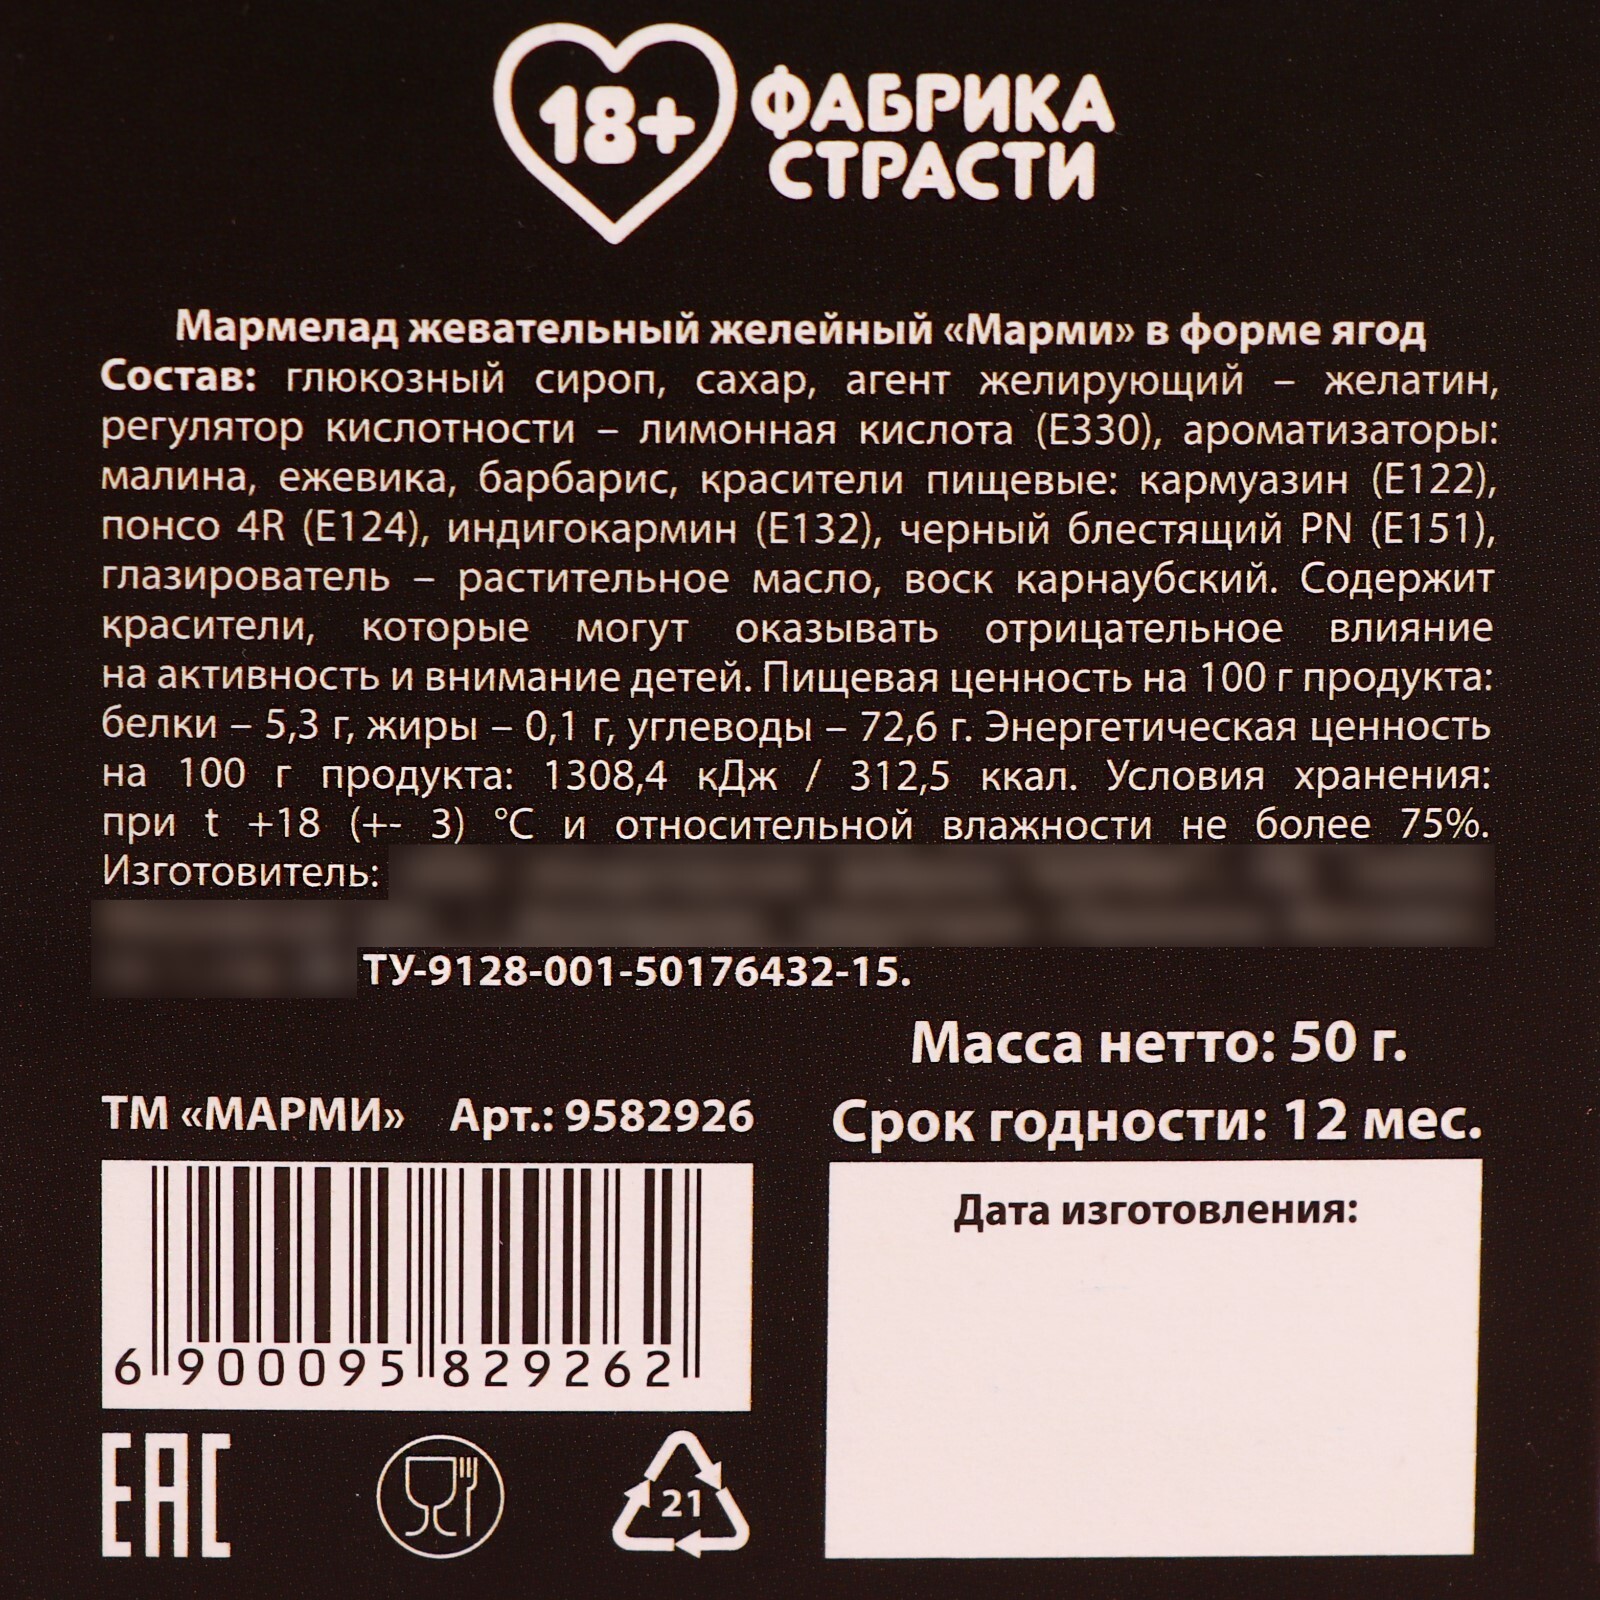 18+
ФАБРИКА
СТРАСТИ
Мармелад жевательный желейный «Марми» в форме ягод
Состав: глюкозный сироп, сахар, агент желирующий – желатин,
регулятор кислотности – лимонная кислота (Е330), ароматизаторы:
малина, ежевика, барбарис, красители пищевые: кармуазин (Е122),
понсо 4R (Е124), индигокармин (Е132), черный блестящий PN (Е151),
глазирователь – растительное масло, воск карнаубский. Содержит
красители, которые могут оказывать отрицательное влияние
на активность и внимание детей. Пищевая ценность на 100 г продукта:
белки – 5,3 г, жиры – 0,1 г, углеводы – 72,6 г. Энергетическая ценность
на 100 г продукта: 1308,4 кДж / 312,5 ккал. Условия хранения:
при t +18 (+- 3) °С и относительной влажности не более 75%.
Изготовитель:
ТУ-9128-001-50176432-15.
Масса нетто: 50 г.
ТМ «МАРМИ» Арт.: 9582926
Срок годности: 12 мес.
Дата изготовления:
6 900095 829262
EAC
21